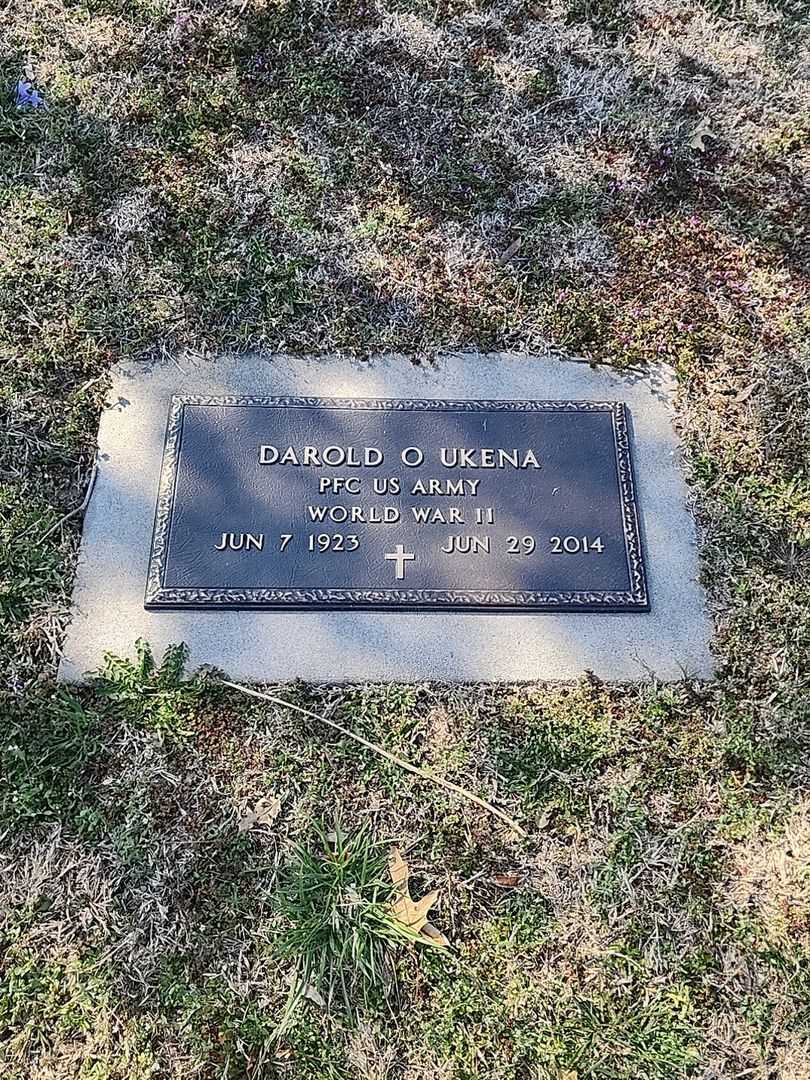 DAROLD O UKENA
PFC US ARMY
WORLD WAR II
JUN 7 1923 JUN 29 2014